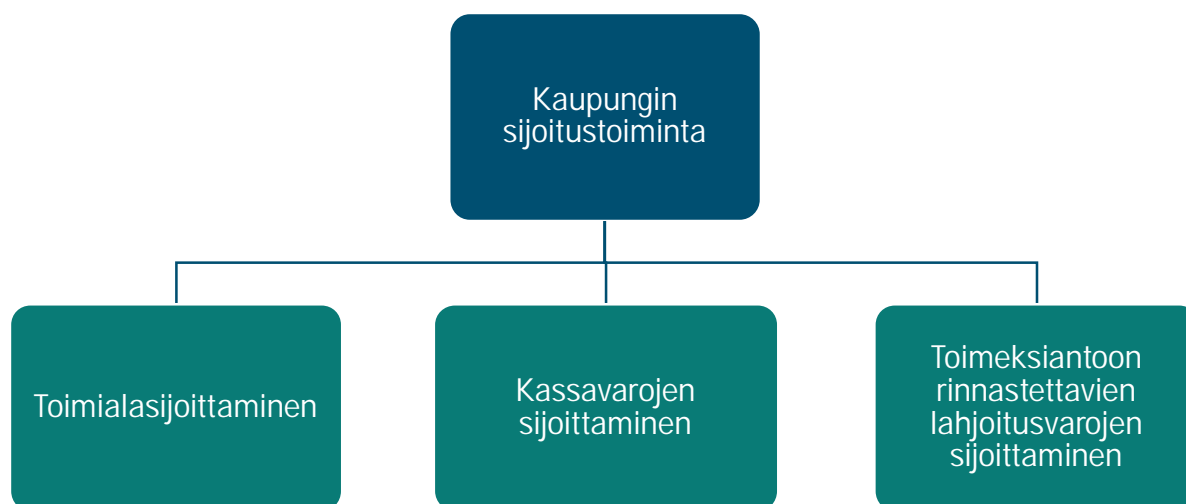 Kaupungin
sijoitustoiminta
Toimialasijoittaminen
Kassavarojen
sijoittaminen
Toimeksiantoon
rinnastettavien
lahjoitusvarojen
sijoittaminen